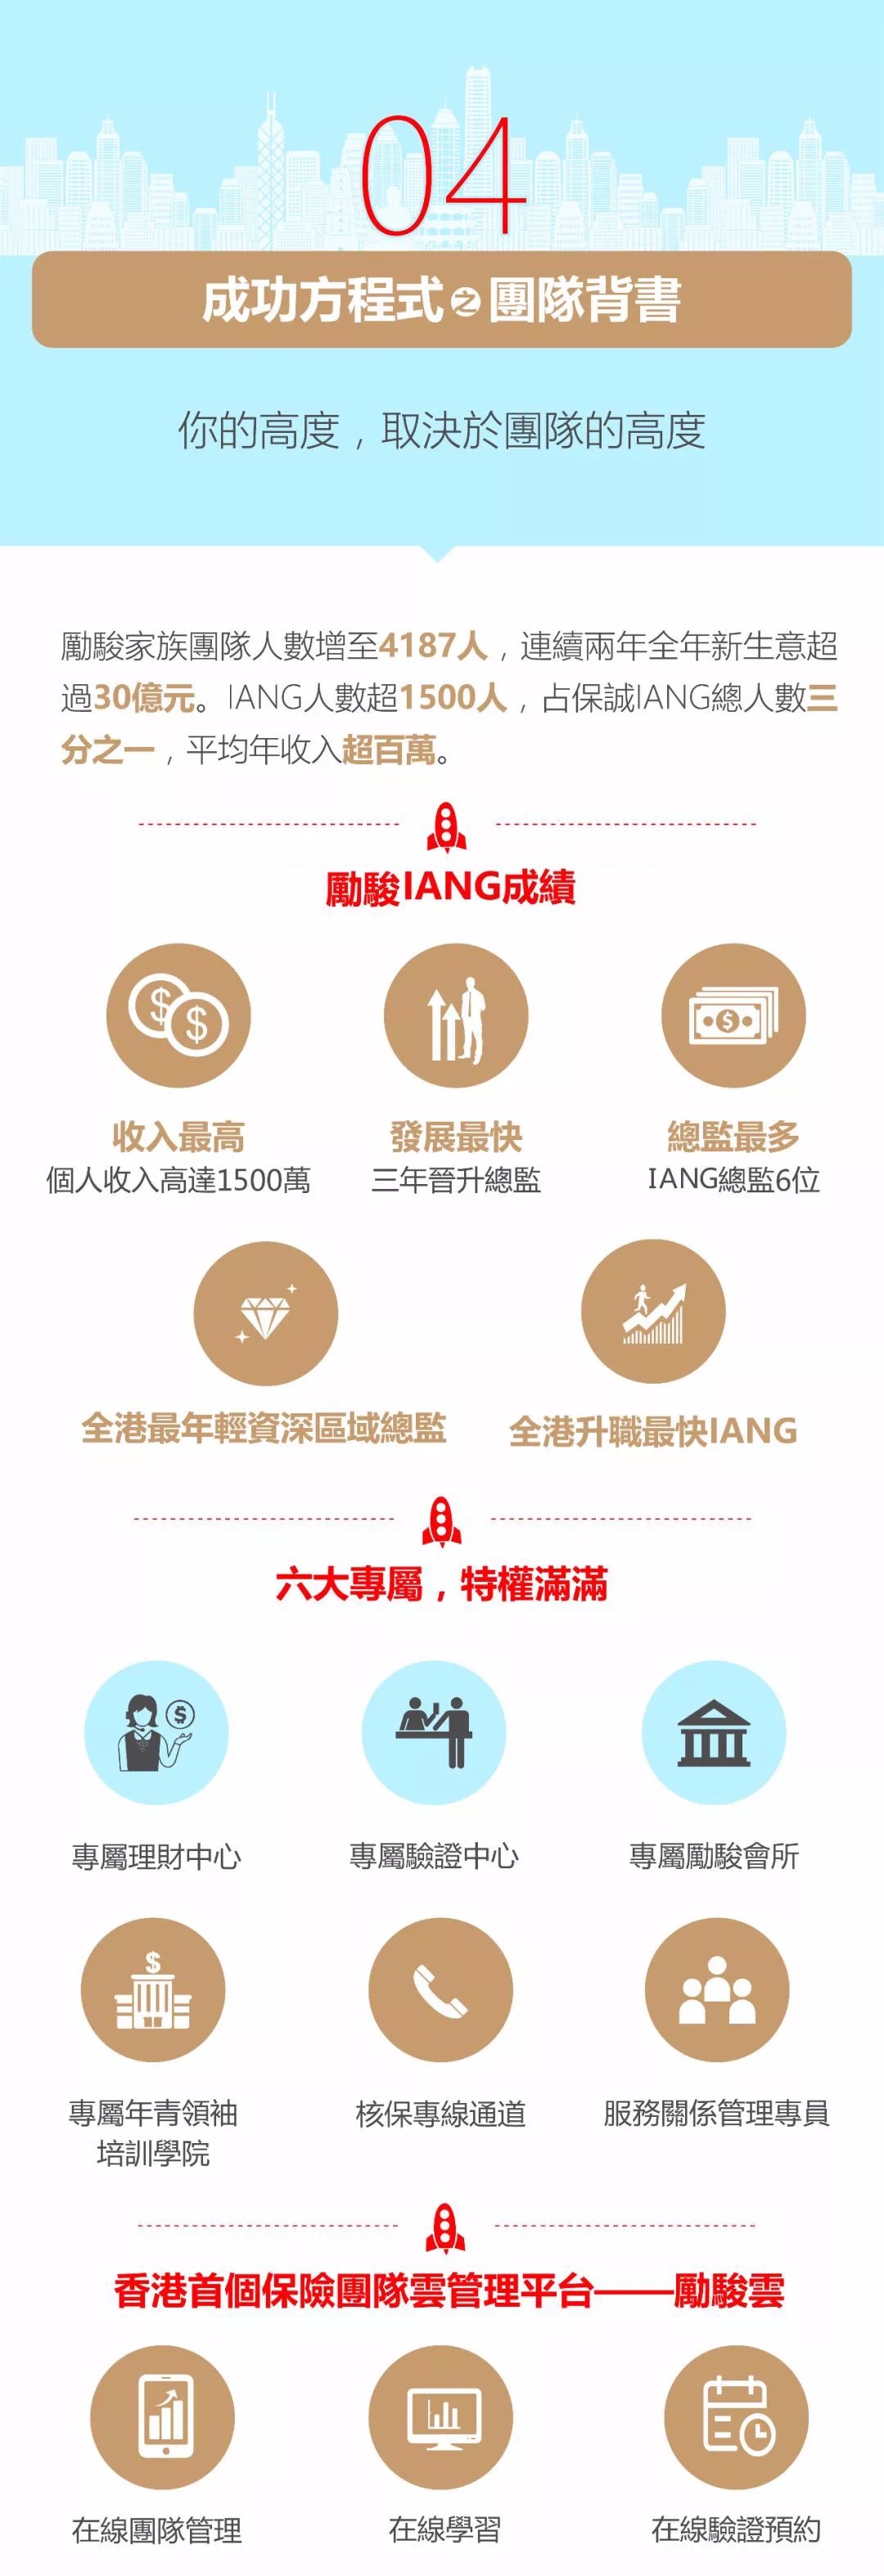 04
成功方程式之團隊背書
你的高度，取決於團隊的高度
勵駿家族團隊人數增至4187人，連續兩年全年新生意超
過30億元。IANG人數超1500人，占保誠IANG總人數三
分之一，平均年收入超百萬。
勵駿IANG成績
收入最高
個人收入高達1500萬
發展最快
三年晉升總監
總監最多
IANG總監6位
全港最年輕資深區域總監
全港升職最快IANG
六大專屬，特權滿滿
專屬理財中心
專屬驗證中心
專屬勵駿會所
專屬年青領袖
培訓學院
核保專線通道
服務關係管理專員
香港首個保險團隊雲管理平台——勵駿雲
在線團隊管理
在線學習
在線驗證預約